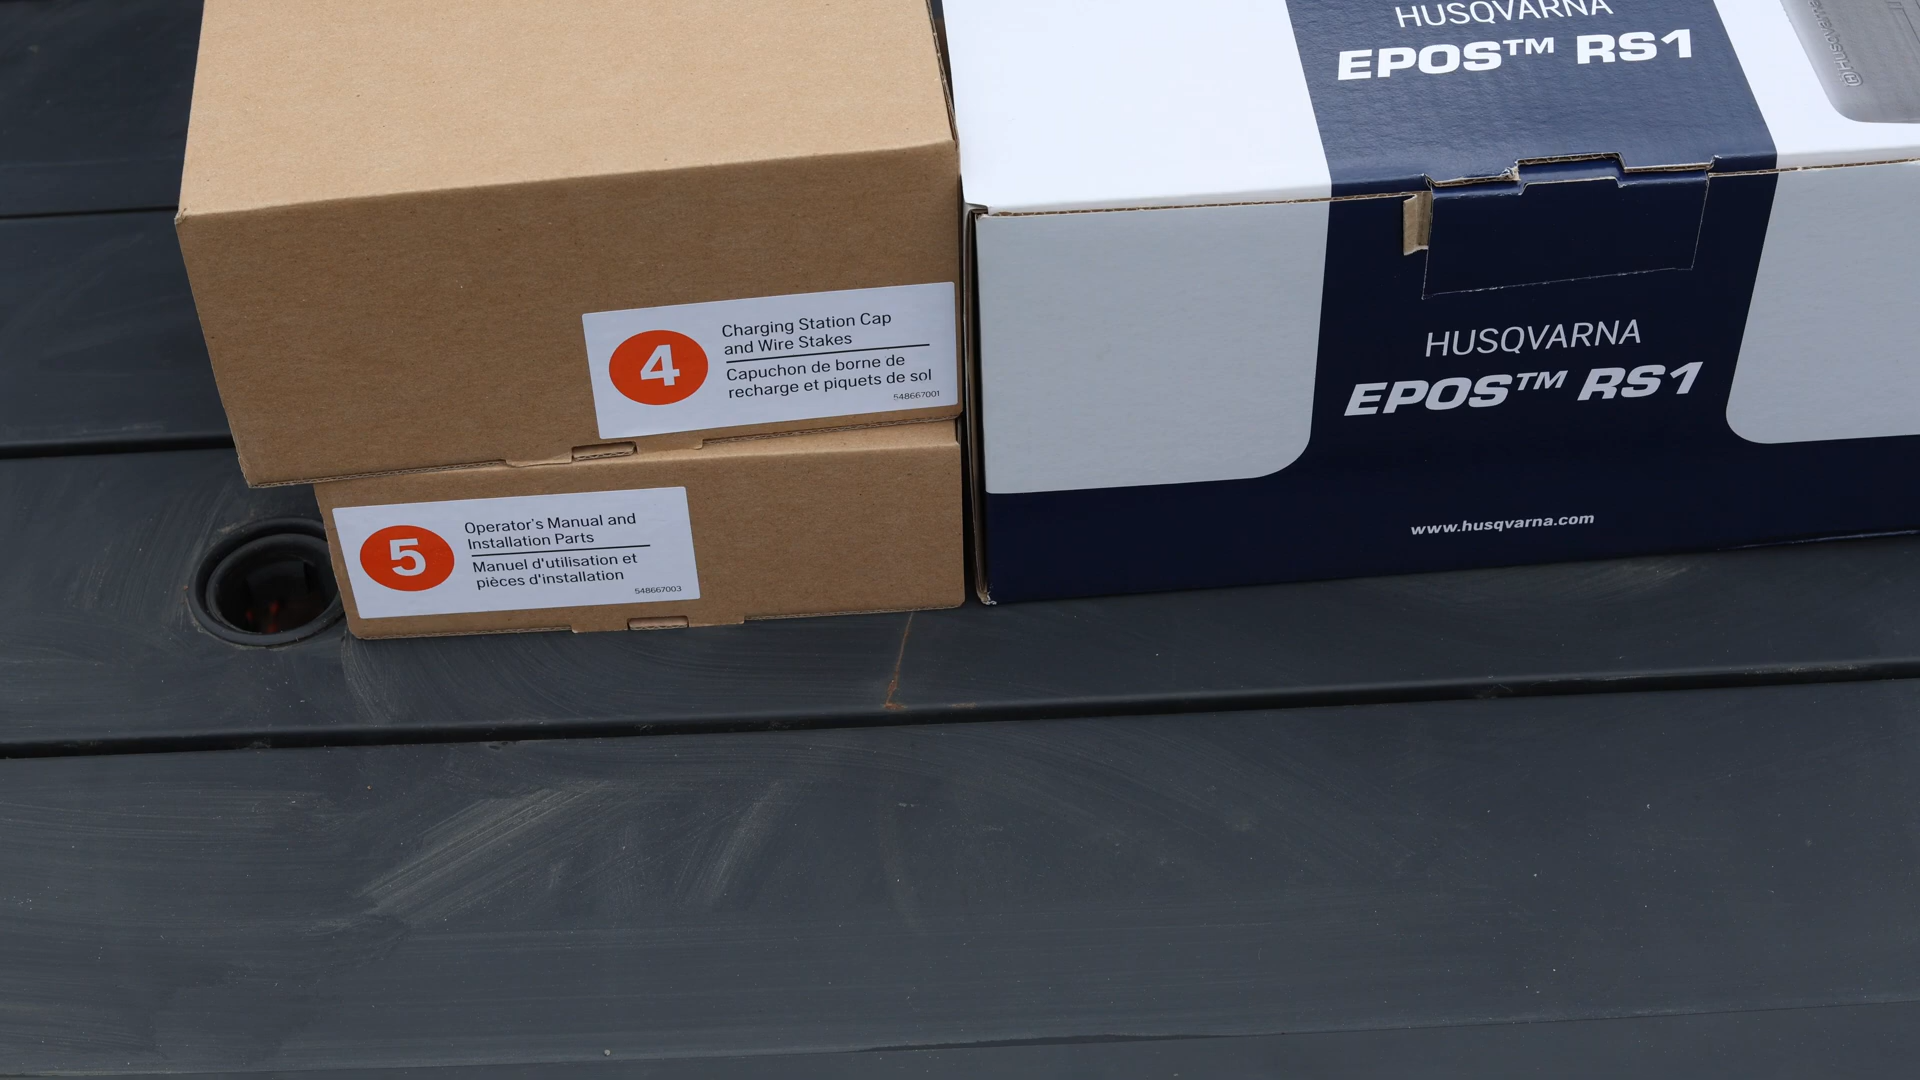 HUSQVARNA
EPOS™ RS1
Husqvarna
4
Charging Station Cap
and Wire Stakes
Capuchon de borne de
recharge et piquets de sol
548667001
5
Operator's Manual and
Installation Parts
Manuel d'utilisation et
pièces d'installation
548667003
HUSQVARNA
EPOS™ RS1
www.husqvarna.com